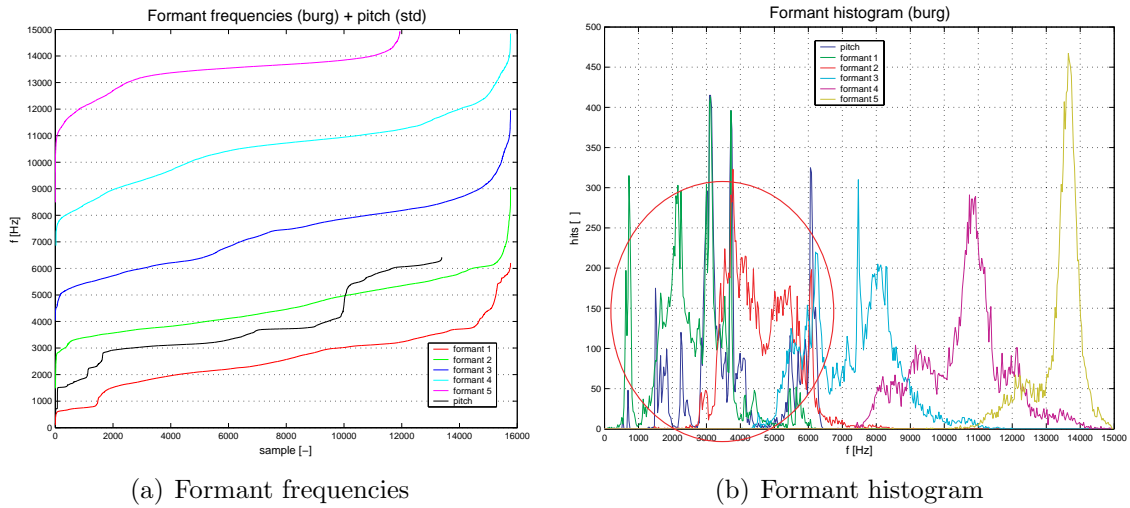 Formant frequencies (burg) + pitch (std)
15000
14000
13000
12000
11000
10000
9000
8000
7000
6000
5000
4000
3000
2000
1000
0
f [Hz]
formant 1
formant 2
formant 3
formant 4
formant 5
pitch
0 2000 4000 6000 8000 10000 12000 14000 16000
sample [−]
(a) Formant frequencies
Formant histogram (burg)
500
450
400
350
300
250
200
150
100
50
0
hits [ ]
pitch
formant 1
formant 2
formant 3
formant 4
formant 5
0 1000 2000 3000 4000 5000 6000 7000 8000 9000 10000 11000 12000 13000 14000 15000
f [Hz]
(b) Formant histogram